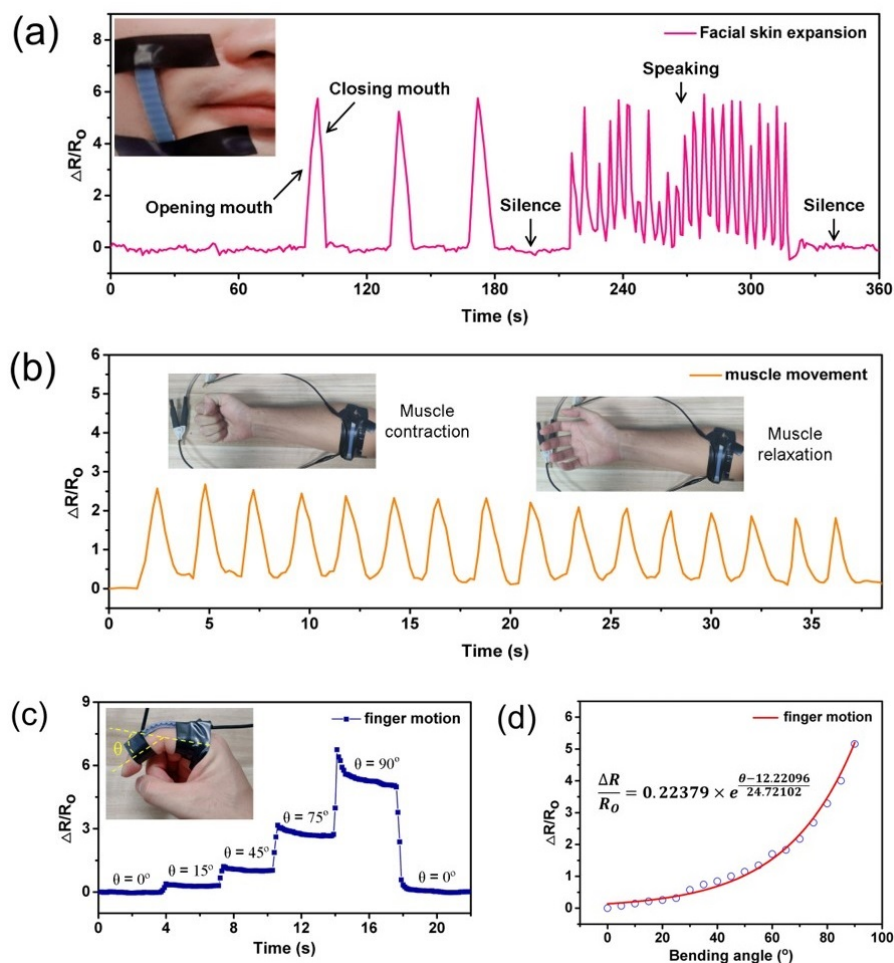 (a)
8
6
4
2
0
ΔR/R₀
Facial skin expansion
Speaking
Closing mouth
Opening mouth
Silence
Silence
0 60 120 180 240 300 360
Time (s)
(b)
6
5
4
3
2
1
0
ΔR/R₀
muscle movement
Muscle
contraction
Muscle
relaxation
0 5 10 15 20 25 30 35
Time (s)
(c)
9
6
3
0
ΔR/R₀
finger motion
θ
θ = 90°
θ = 75°
θ = 45°
θ = 15°
θ = 0°
θ = 0°
0 4 8 12 16 20
Time (s)
(d)
6
5
4
3
2
1
0
ΔR/R₀
finger motion
ΔR/R₀ = 0.22379 × e^((θ−12.22096)/24.72102)
0 20 40 60 80 100
Bending angle (°)